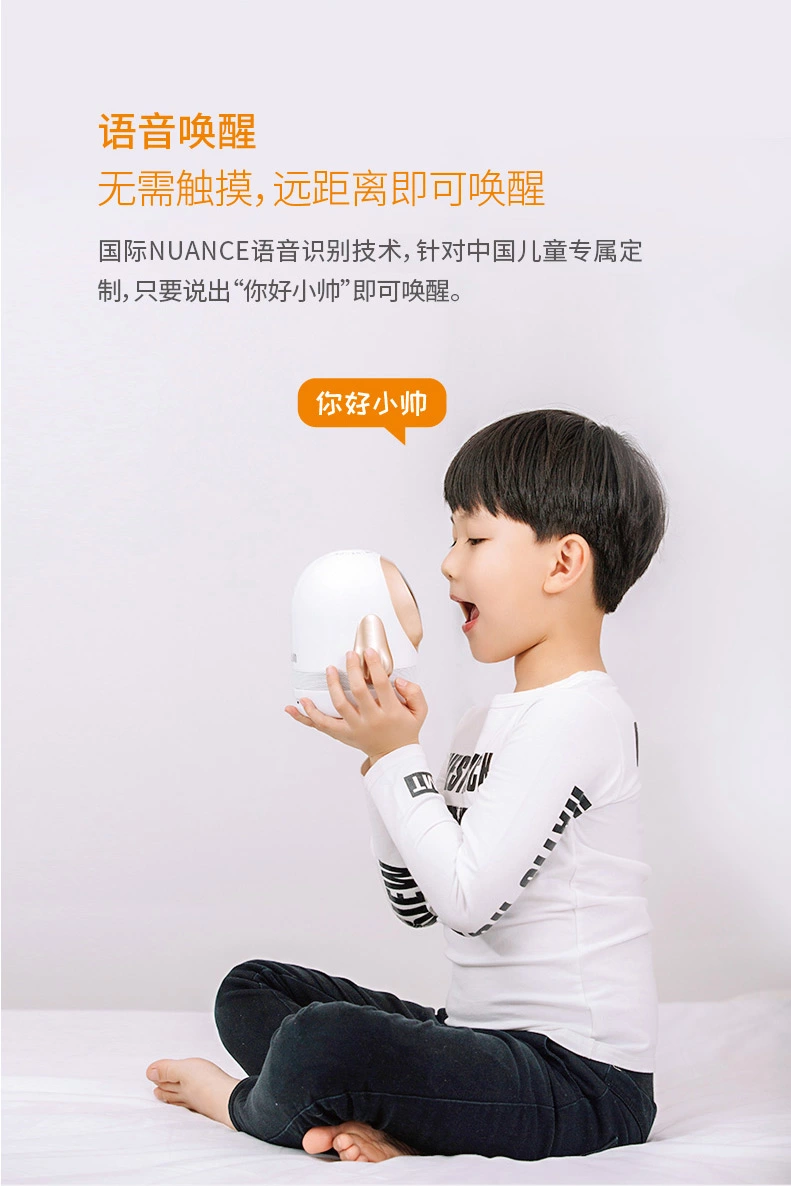 语音唤醒
无需触摸，远距离即可唤醒
国际NUANCE语音识别技术，针对中国儿童专属定
制，只要说出“你好小帅”即可唤醒。
你好小帅